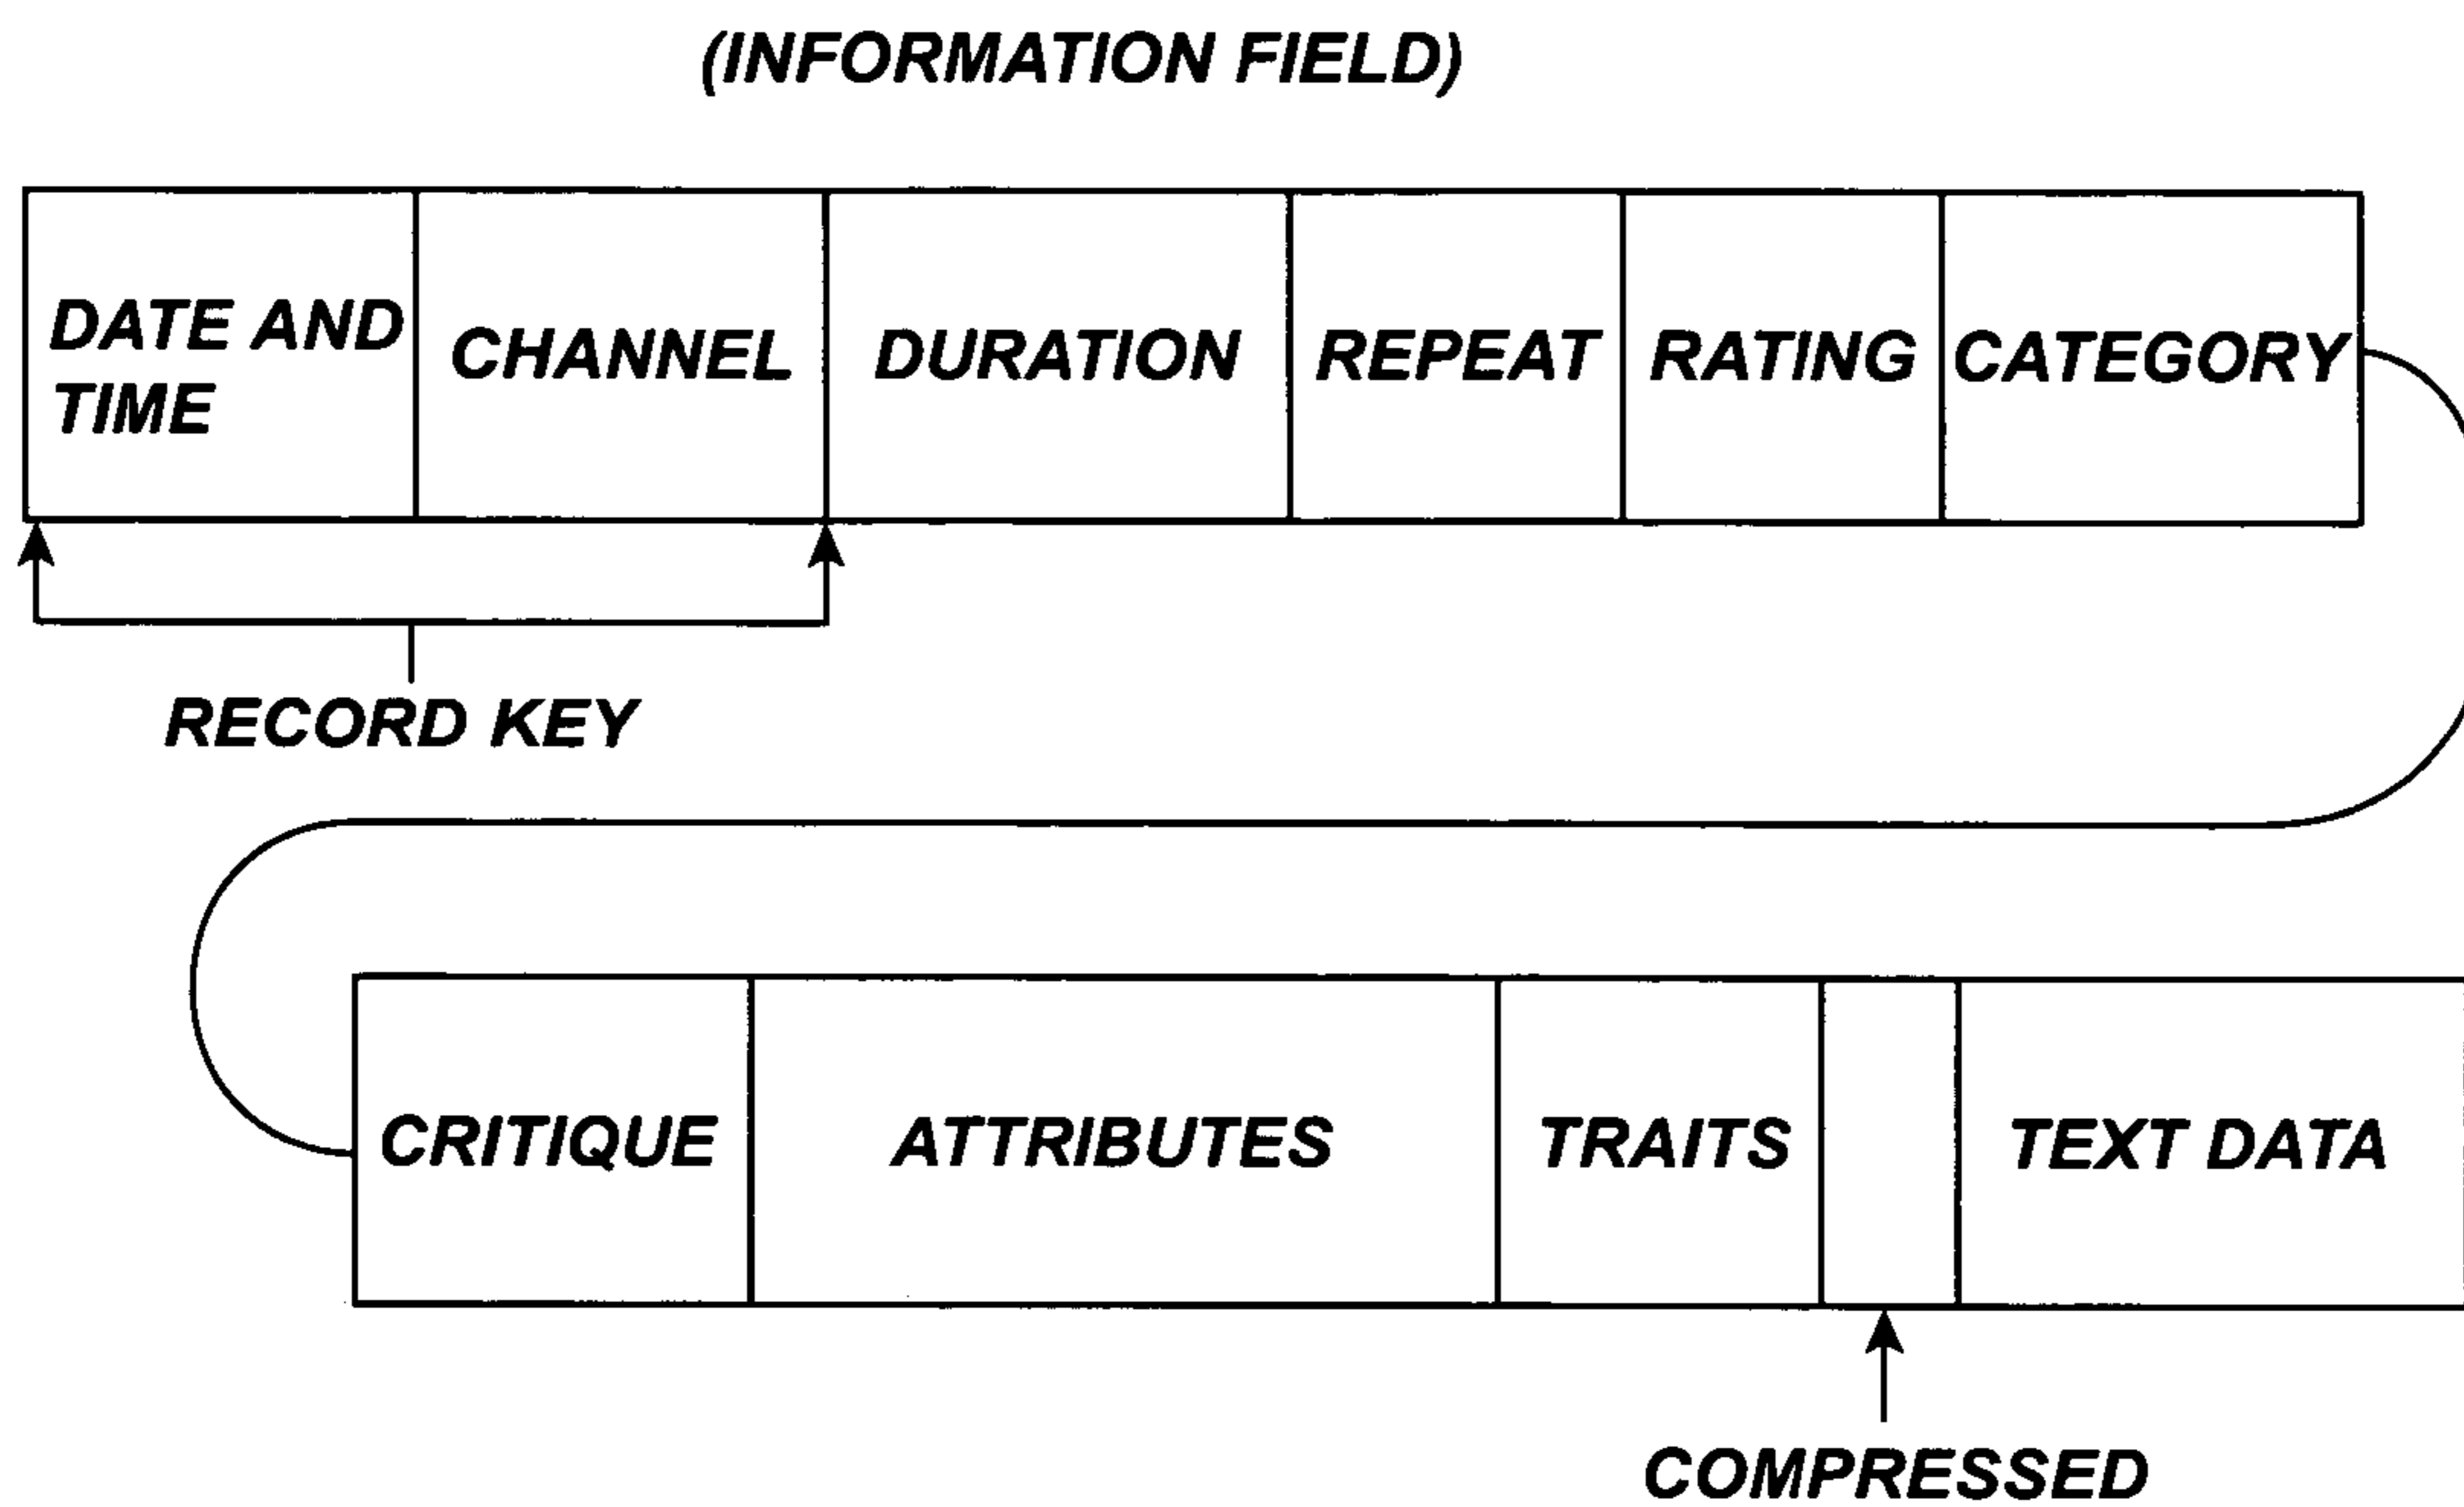 (INFORMATION FIELD)
DATE AND
TIME
CHANNEL
DURATION
REPEAT
RATING
CATEGORY
RECORD KEY
CRITIQUE
ATTRIBUTES
TRAITS
TEXT DATA
COMPRESSED